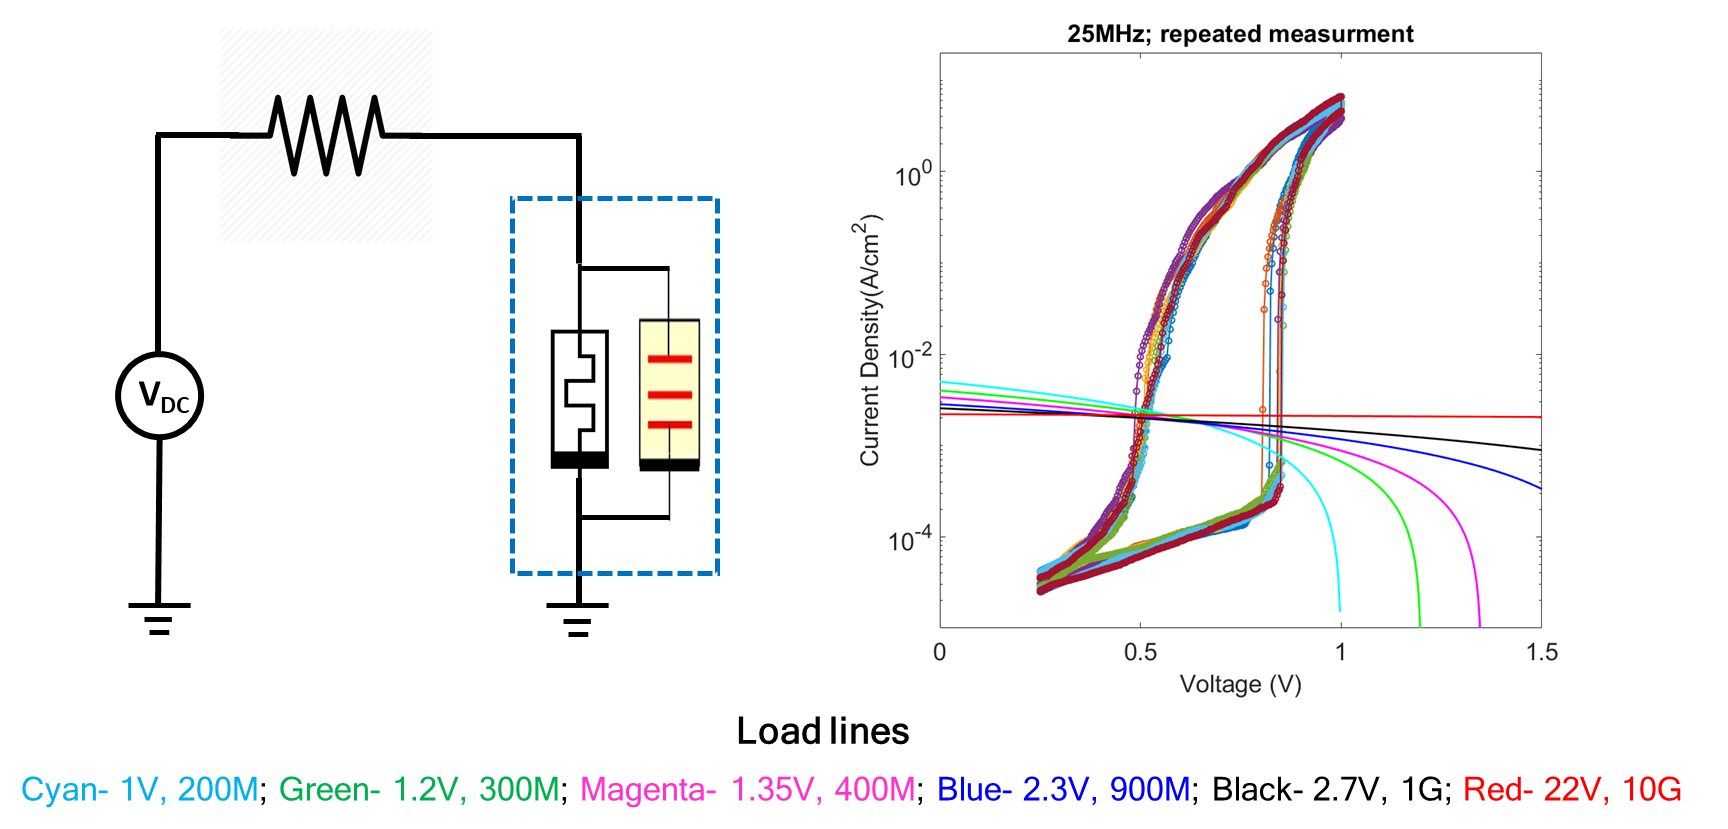 V_DC
25MHz; repeated measurment
10^0
10^-2
10^-4
Current Density(A/cm^2)
0 0.5 1 1.5
Voltage (V)
Load lines
Cyan- 1V, 200M; Green- 1.2V, 300M; Magenta- 1.35V, 400M; Blue- 2.3V, 900M; Black- 2.7V, 1G; Red- 22V, 10G